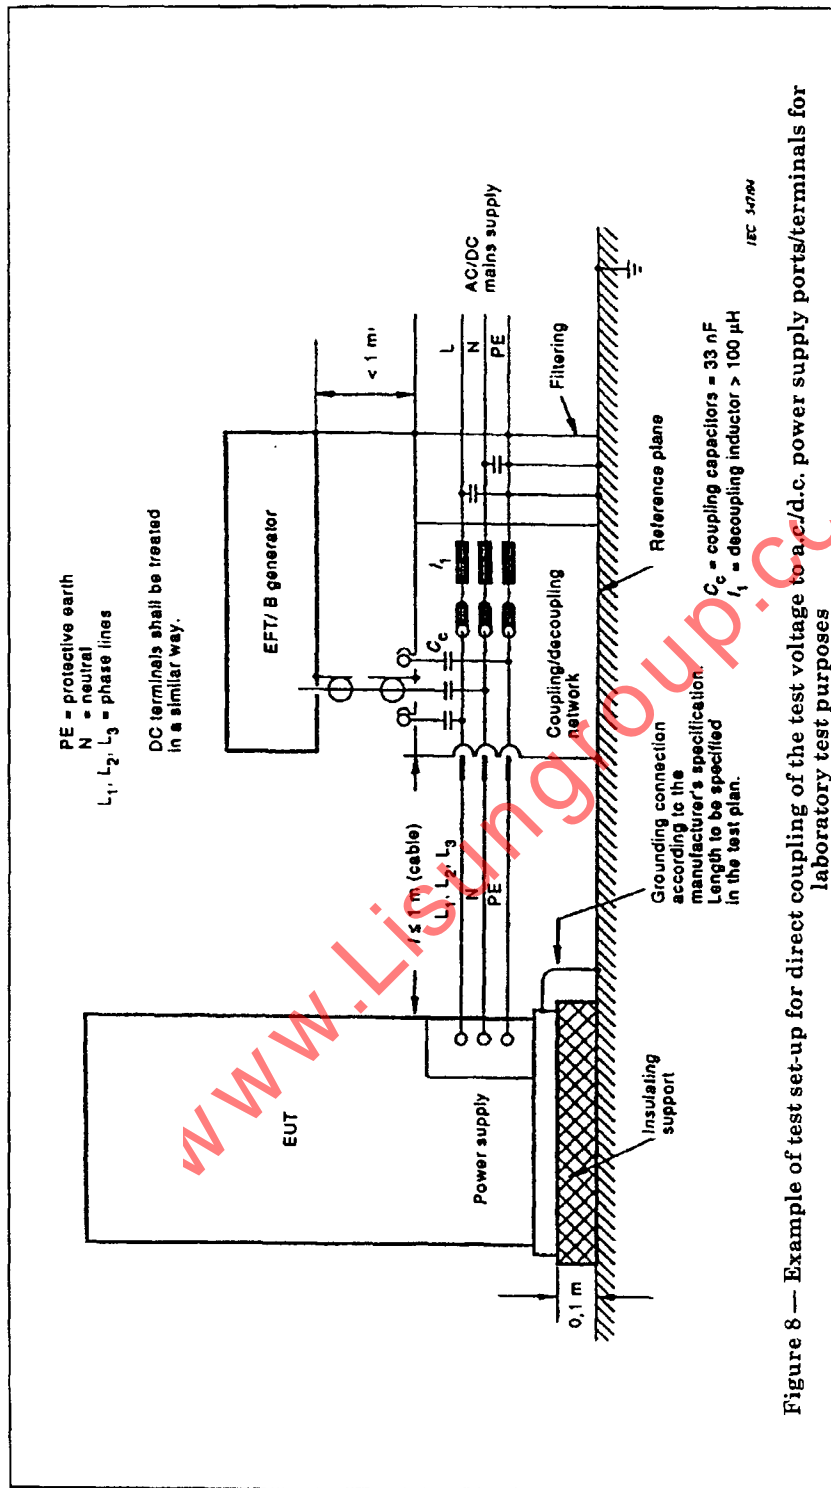 PE = protective earth
N = neutral
L₁, L₂, L₃ = phase lines
DC terminals shall be treated
in a similar way.
EFT/ B generator
< 1 m
EUT
Power supply
l ≤ 1 m (cable)
L₁, L₂, L₃
N
PE
C꜀
l₁
L
N
PE
AC/DC
mains supply
Coupling/decoupling
network
Filtering
0,1 m
Insulating
support
Grounding connection
according to the
manufacturer's specification.
Length to be specified
in the test plan.
Reference plane
C꜀ = coupling capacitors = 33 nF
l₁ = decoupling inductor > 100 µH
IEC 347/94
Figure 8 — Example of test set-up for direct coupling of the test voltage to a.c./d.c. power supply ports/terminals for
laboratory test purposes
www.Lisungroup.c